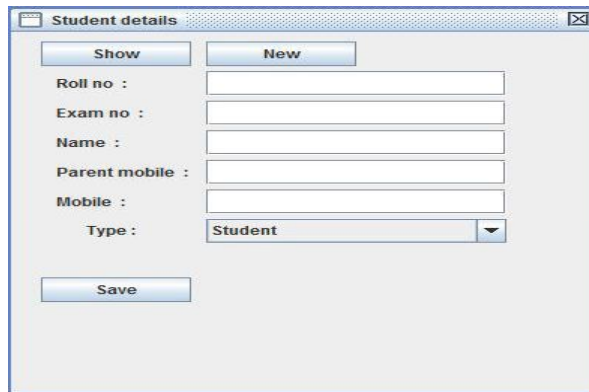 Student details
Show New
Roll no :
Exam no :
Name :
Parent mobile :
Mobile :
Type : Student
Save